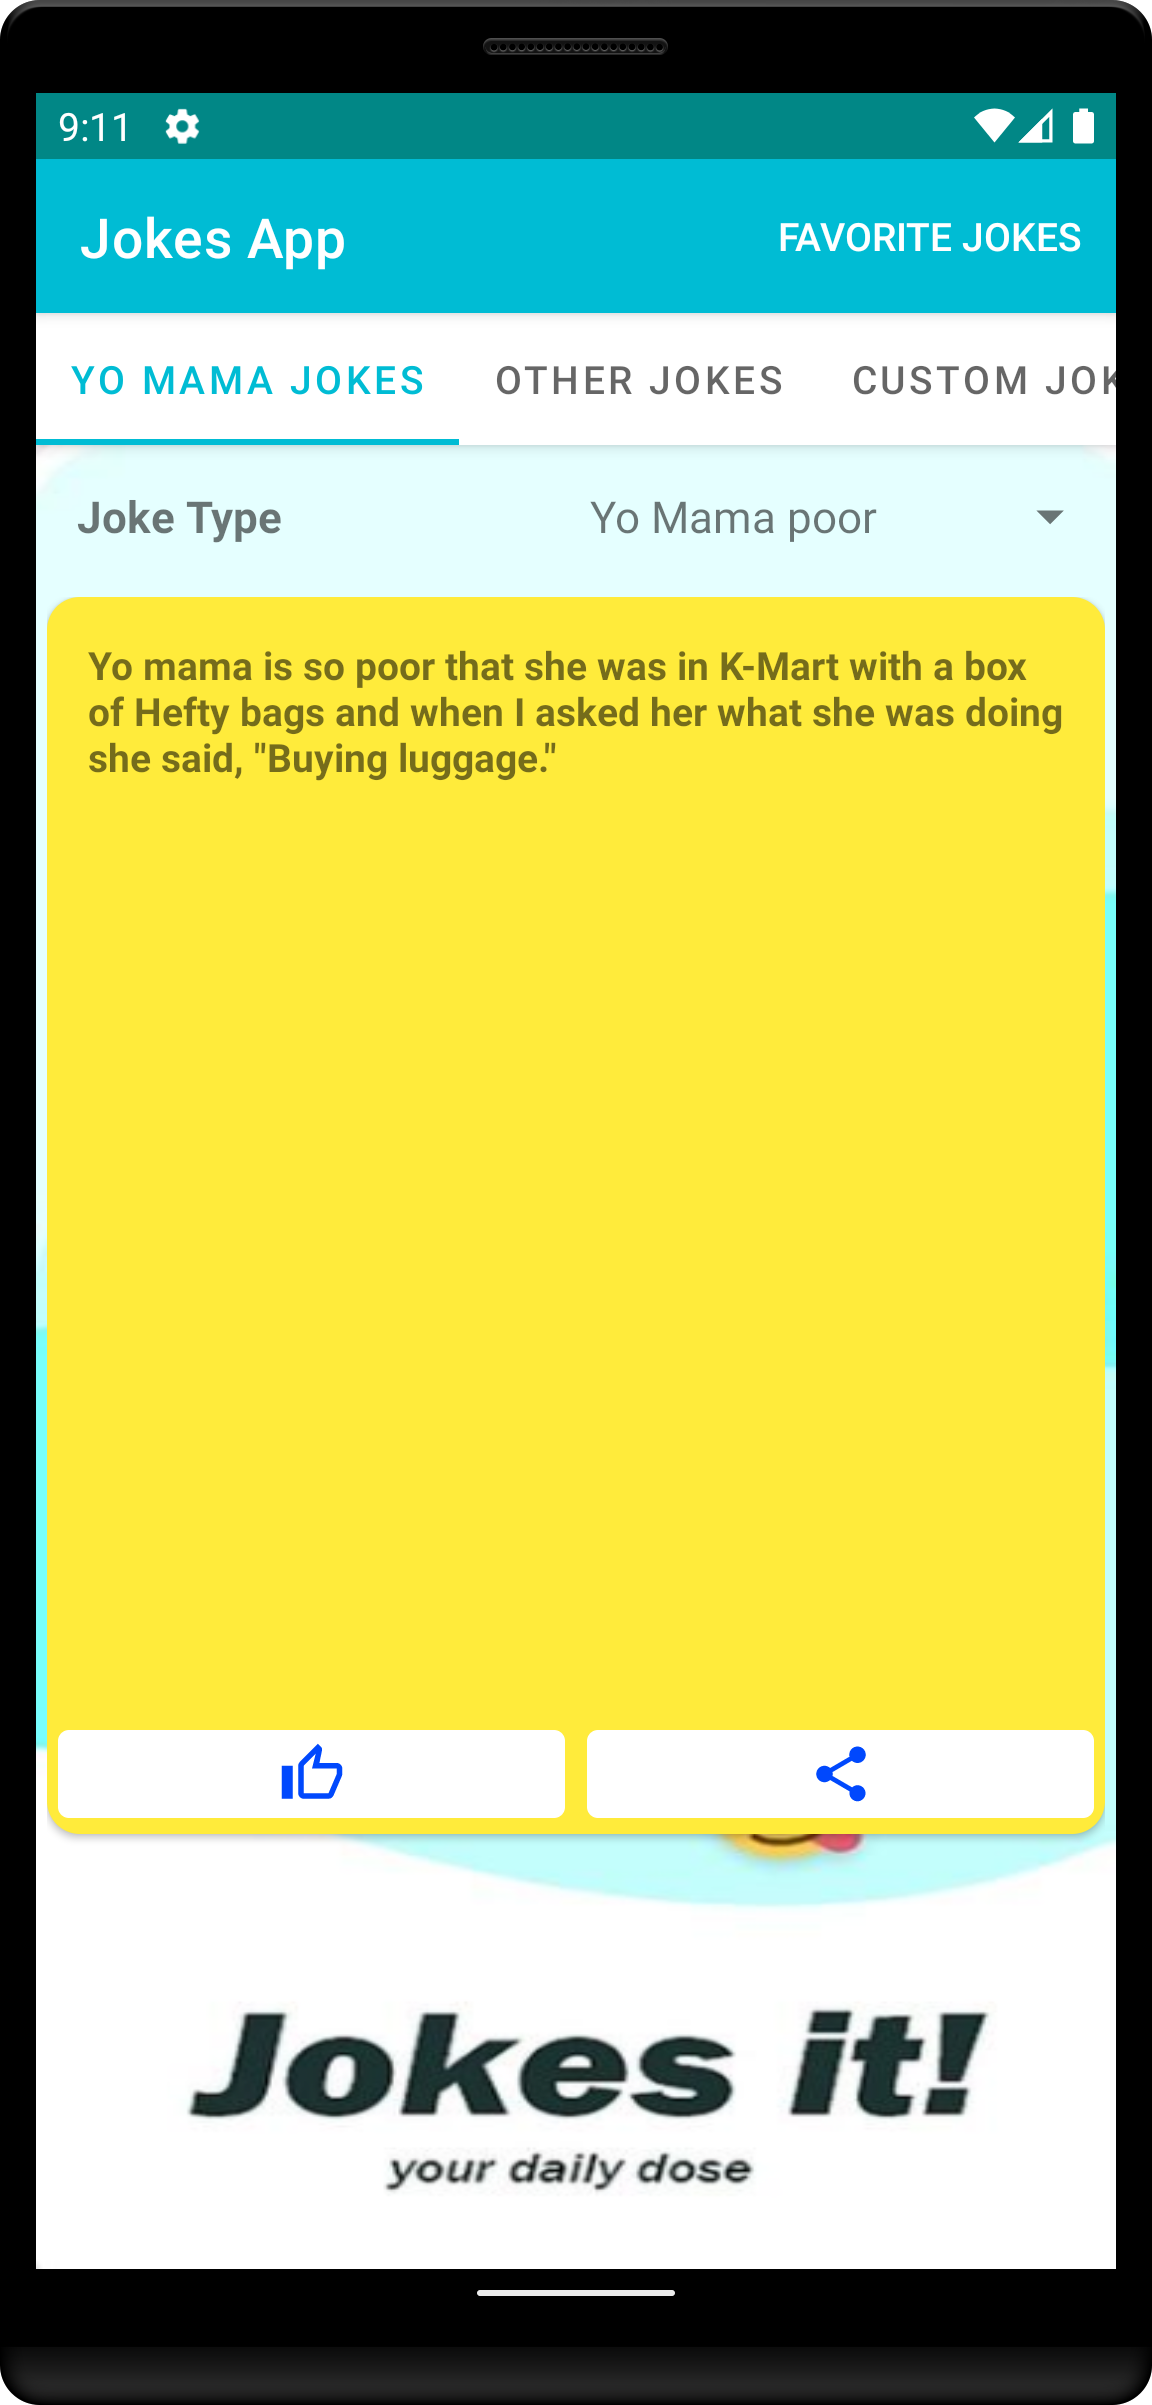 9:11
Jokes App
FAVORITE JOKES
YO MAMA JOKES
OTHER JOKES
CUSTOM JOK
Joke Type
Yo Mama poor
Yo mama is so poor that she was in K-Mart with a box
of Hefty bags and when I asked her what she was doing
she said, "Buying luggage."
Jokes it!
your daily dose